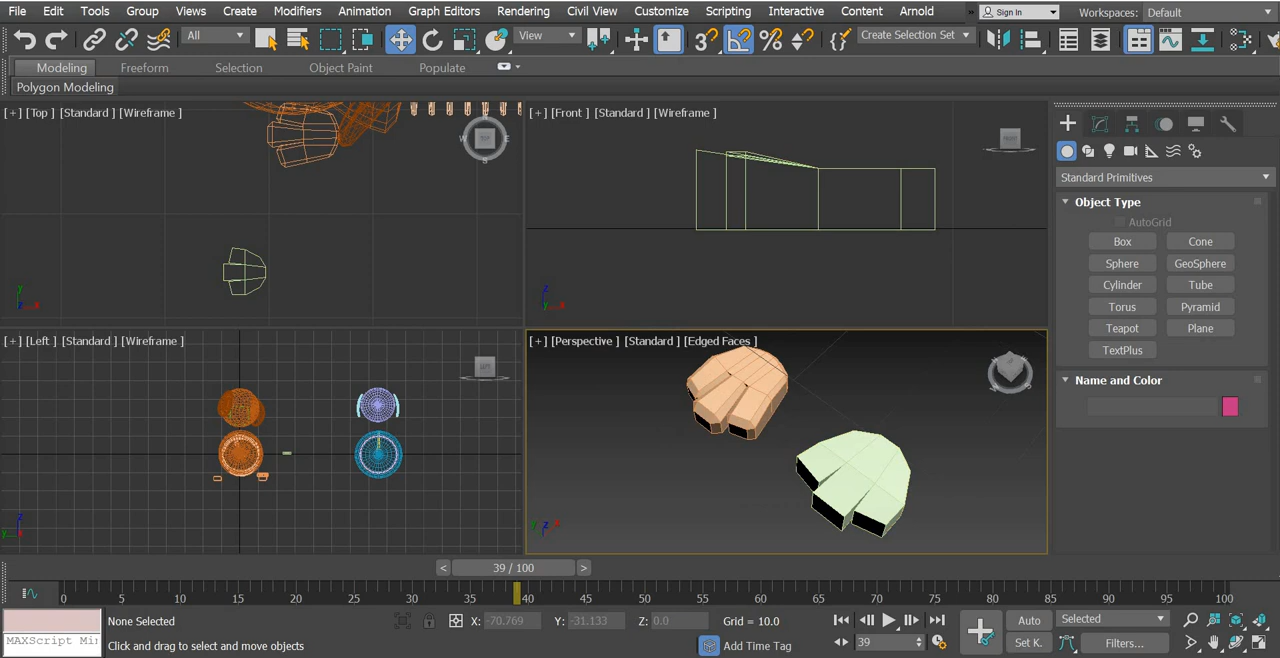 File Edit Tools Group Views Create Modifiers Animation Graph Editors Rendering Civil View Customize Scripting Interactive Content Arnold » Sign In Workspaces: Default
All View Create Selection Set
Modeling Freeform Selection Object Paint Populate
Polygon Modeling
[+] [Top] [Standard] [Wireframe]
TOP
W E
S
y
z x
[+] [Front] [Standard] [Wireframe]
FRONT
z
x
[+] [Left] [Standard] [Wireframe]
LEFT
z
y x
[+] [Perspective] [Standard] [Edged Faces]
y z x
Standard Primitives
Object Type
AutoGrid
Box Cone
Sphere GeoSphere
Cylinder Tube
Torus Pyramid
Teapot Plane
TextPlus
Name and Color
< 39 / 100 >
0 5 10 15 20 25 30 35 40 45 50 55 60 65 70 75 80 85 90 95 100
MAXScript Min
None Selected
Click and drag to select and move objects
X: -70.769 Y: -31.133 Z: 0.0 Grid = 10.0
Add Time Tag
39
Auto Selected
Set K. Filters...